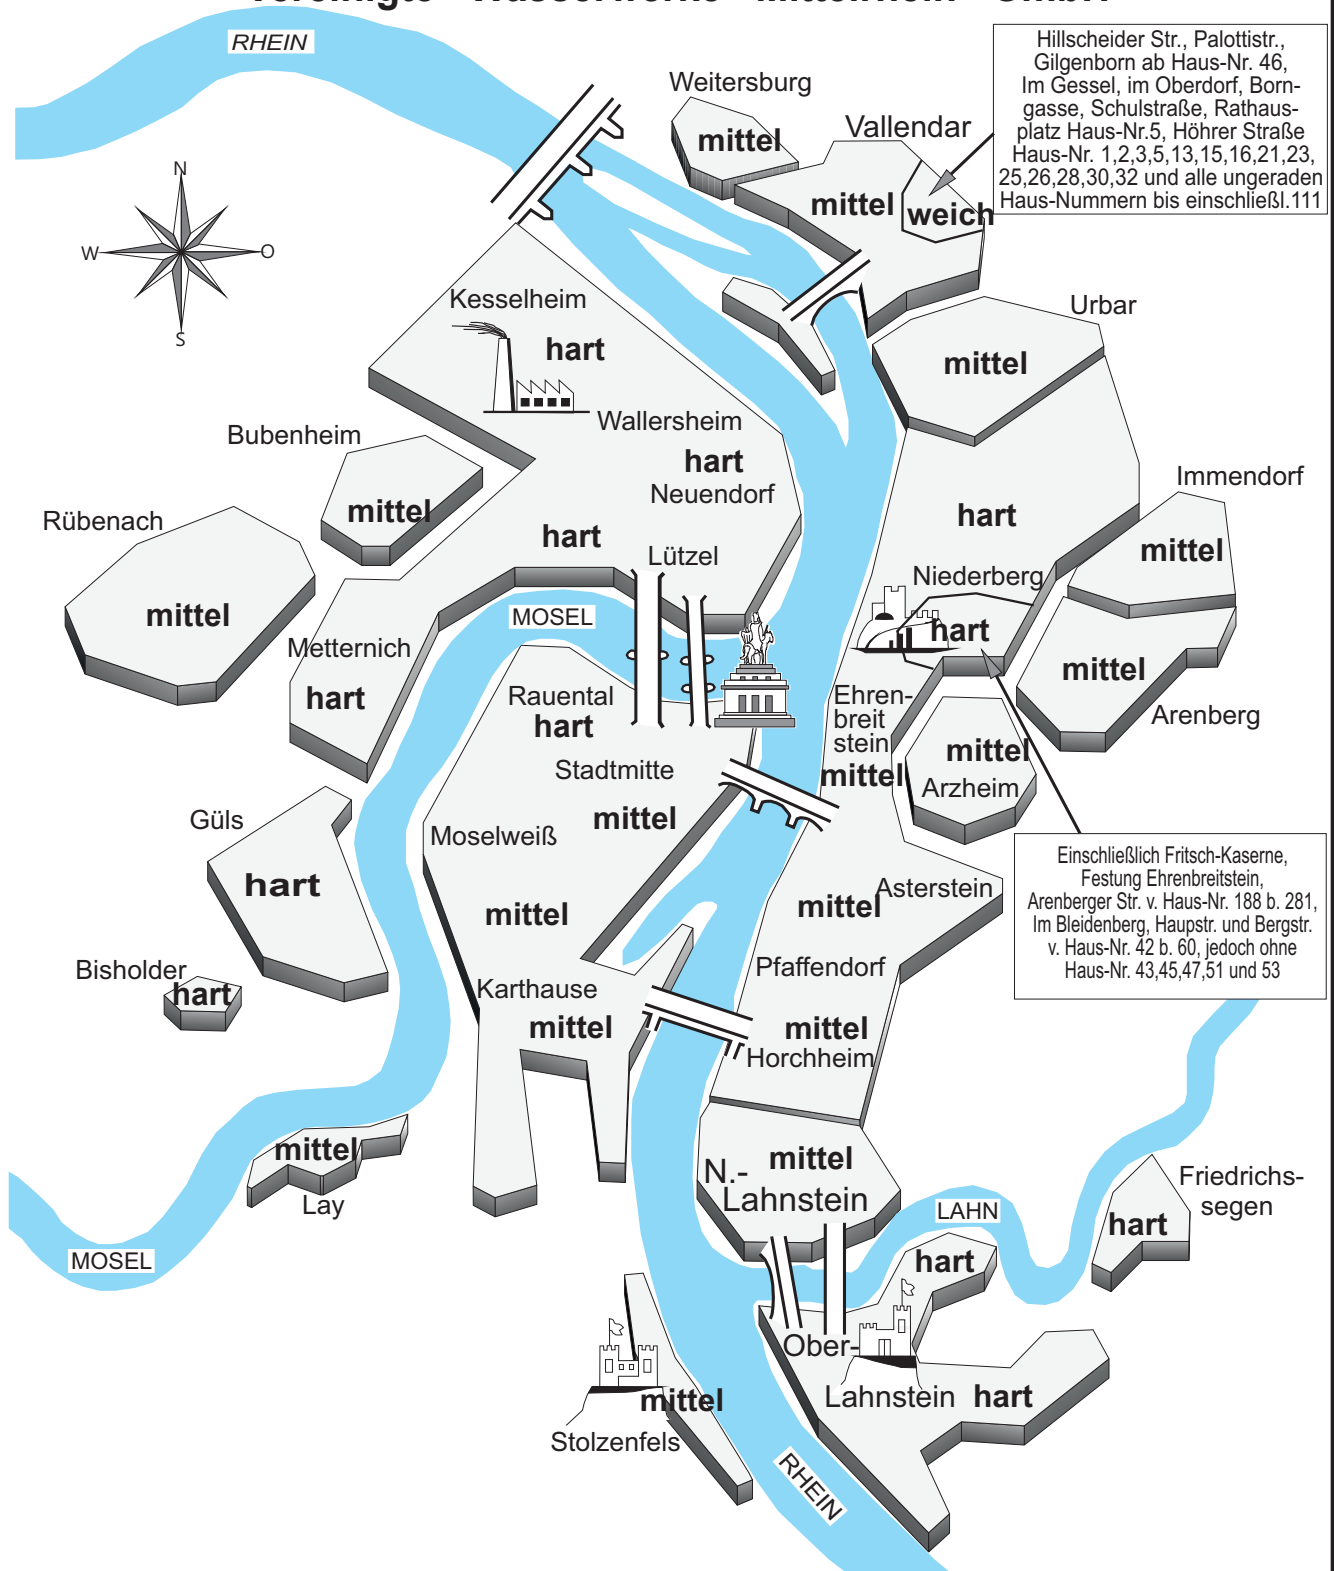 Vereinigte Wasserwerke Mittelrhein GmbH
RHEIN
Hillscheider Str., Palottistr.,
Gilgenborn ab Haus-Nr. 46,
Im Gessel, im Oberdorf, Born-
gasse, Schulstraße, Rathaus-
platz Haus-Nr.5, Höhrer Straße
Haus-Nr. 1,2,3,5,13,15,16,21,23,
25,26,28,30,32 und alle ungeraden
Haus-Nummern bis einschließl.111
Weitersburg
mittel
Vallendar
mittel
weich
N
W
O
S
Kesselheim
hart
Urbar
mittel
Wallersheim
hart
Neuendorf
Bubenheim
mittel
Immendorf
mittel
Rübenach
mittel
hart
hart
Lützel
Niederberg
hart
MOSEL
Metternich
hart
mittel
Arenberg
Rauental
hart
Ehren-
breit
stein
mittel
mittel
Arzheim
Stadtmitte
mittel
Güls
hart
Moselweiß
mittel
Asterstein
mittel
Einschließlich Fritsch-Kaserne,
Festung Ehrenbreitstein,
Arenberger Str. v. Haus-Nr. 188 b. 281,
Im Bleidenberg, Haupstr. und Bergstr.
v. Haus-Nr. 42 b. 60, jedoch ohne
Haus-Nr. 43,45,47,51 und 53
Bisholder
hart
Pfaffendorf
Karthause
mittel
mittel
Horchheim
mittel
Lay
mittel
N.-
Lahnstein
Friedrichs-
segen
hart
LAHN
MOSEL
hart
Ober-
Lahnstein
hart
mittel
Stolzenfels
RHEIN